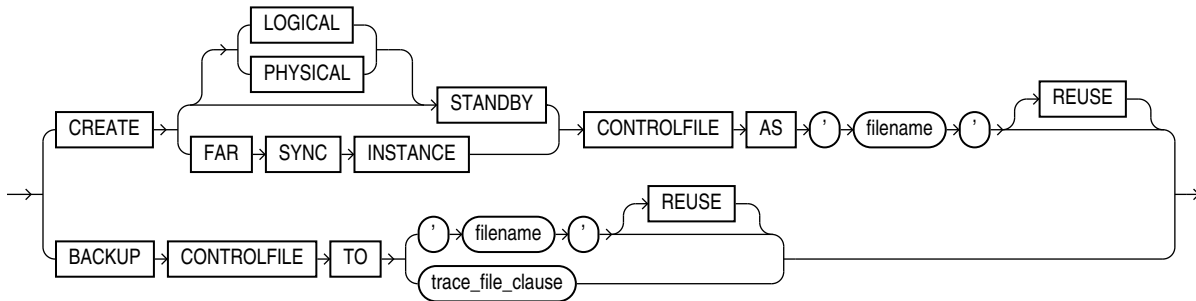 LOGICAL
PHYSICAL
STANDBY
REUSE
CREATE
CONTROLFILE AS ' filename '
FAR SYNC INSTANCE
REUSE
' filename '
BACKUP CONTROLFILE TO
trace_file_clause